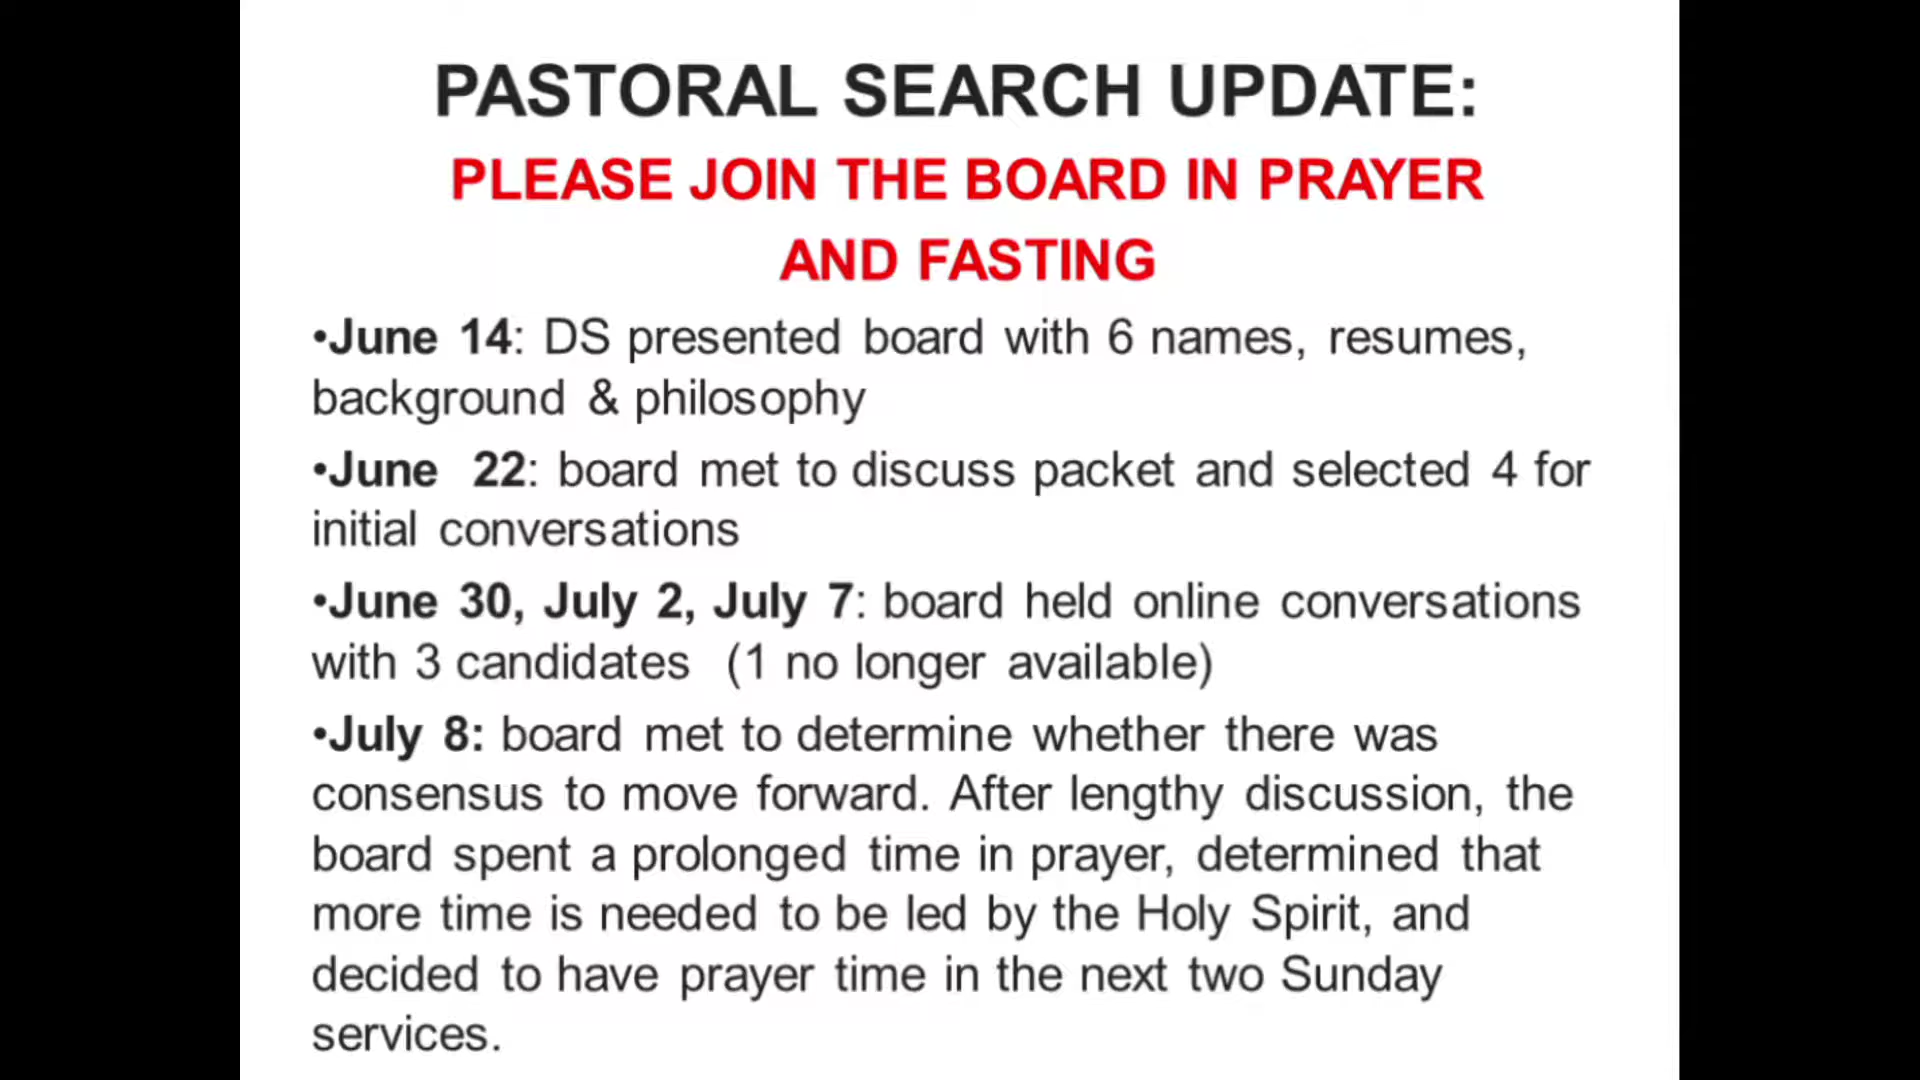 PASTORAL SEARCH UPDATE:
PLEASE JOIN THE BOARD IN PRAYER
AND FASTING
•June 14: DS presented board with 6 names, resumes,
background & philosophy
•June 22: board met to discuss packet and selected 4 for
initial conversations
•June 30, July 2, July 7: board held online conversations
with 3 candidates (1 no longer available)
•July 8: board met to determine whether there was
consensus to move forward. After lengthy discussion, the
board spent a prolonged time in prayer, determined that
more time is needed to be led by the Holy Spirit, and
decided to have prayer time in the next two Sunday
services.